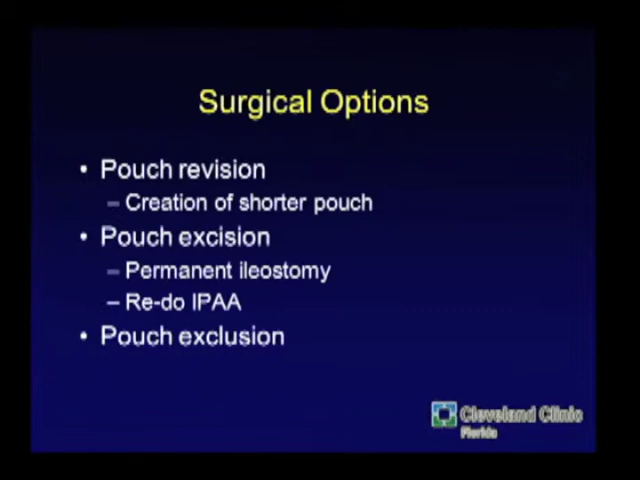 Surgical Options
• Pouch revision
– Creation of shorter pouch
• Pouch excision
– Permanent ileostomy
– Re-do IPAA
• Pouch exclusion
Cleveland Clinic
Florida